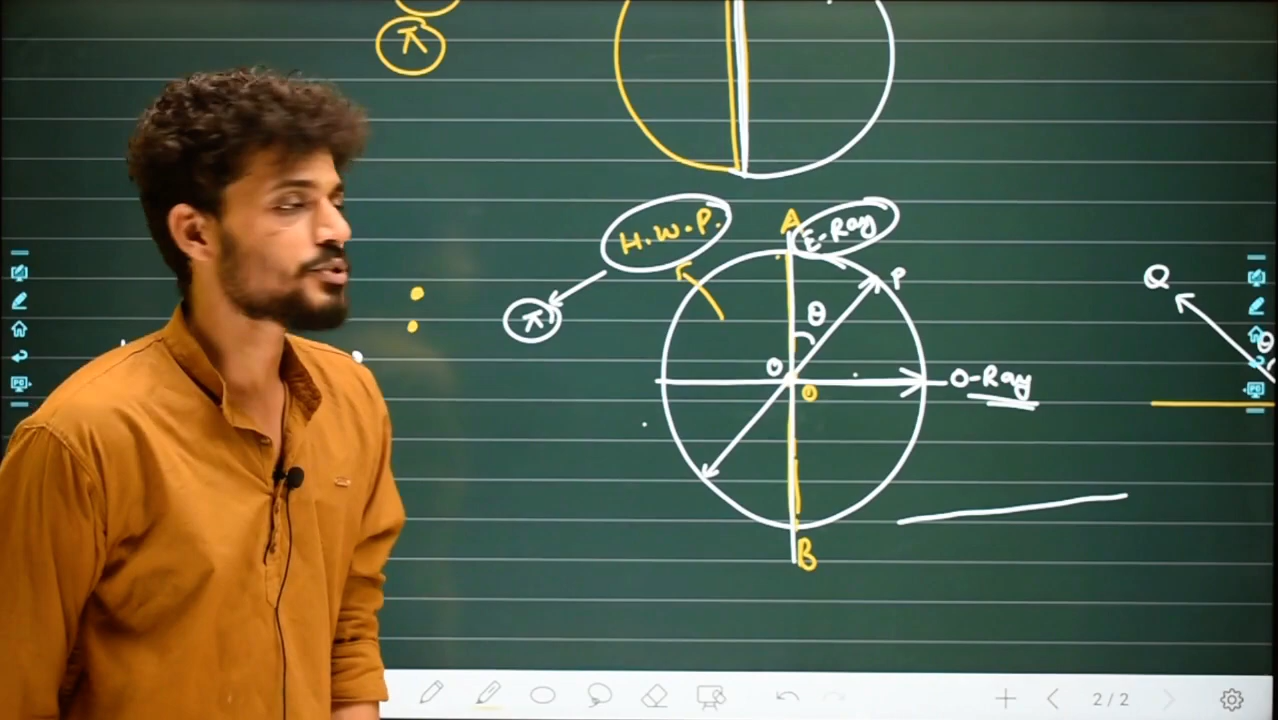 π
H.W.P.
A
E-Ray
P
Q
θ
π
θ
O
O
O-Ray
B
2/2